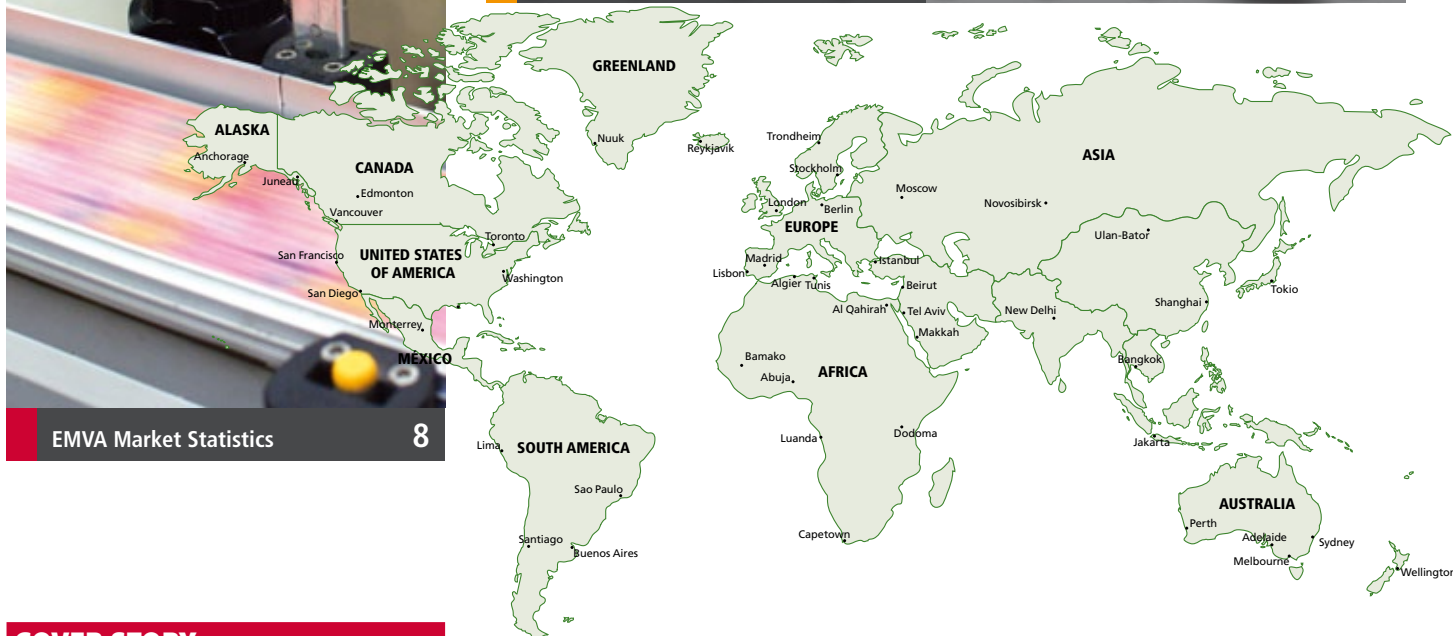 GREENLAND
ALASKA
Nuuk
Trondheim
Reykjavik
Anchorage
CANADA
ASIA
Stockholm
Juneau
Edmonton
Moscow
Novosibirsk
Vancouver
London
Berlin
EUROPE
Toronto
Ulan-Bator
San Francisco
UNITED STATES
OF AMERICA
Madrid
Istanbul
Lisbon
Washington
Algier
Tunis
Beirut
Tokio
San Diego
Al Qahirah
Tel Aviv
New Delhi
Shanghai
Monterrey
Makkah
MÉXICO
Bamako
Abuja
AFRICA
Bangkok
EMVA Market Statistics 8
Lima
SOUTH AMERICA
Luanda
Dodoma
Jakarta
Sao Paulo
AUSTRALIA
Perth
Santiago
Buenos Aires
Capetown
Adelaide
Sydney
Melbourne
Wellington
COVER STORY